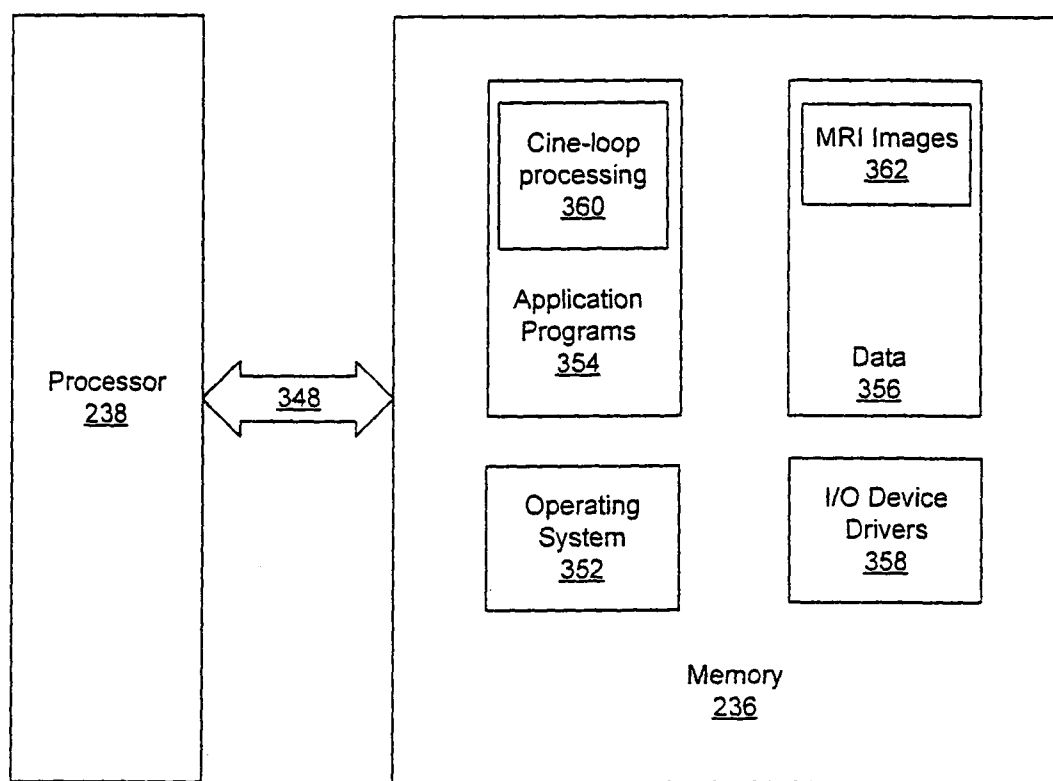 Processor
238
348
Cine-loop
processing
360
Application
Programs
354
MRI Images
362
Data
356
Operating
System
352
I/O Device
Drivers
358
Memory
236